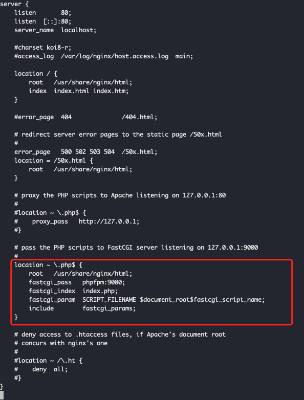 server {
    listen       80;
    listen  [::]:80;
    server_name  localhost;

    #charset koi8-r;
    #access_log  /var/log/nginx/host.access.log  main;

    location / {
        root   /usr/share/nginx/html;
        index  index.html index.htm;
    }

    #error_page  404              /404.html;

    # redirect server error pages to the static page /50x.html
    #
    error_page   500 502 503 504  /50x.html;
    location = /50x.html {
        root   /usr/share/nginx/html;
    }

    # proxy the PHP scripts to Apache listening on 127.0.0.1:80
    #
    #location ~ \.php$ {
    #    proxy_pass   http://127.0.0.1;
    #}

    # pass the PHP scripts to FastCGI server listening on 127.0.0.1:9000
    #
    location ~ \.php$ {
        root   /usr/share/nginx/html;
        fastcgi_pass   phpfpm:9000;
        fastcgi_index  index.php;
        fastcgi_param  SCRIPT_FILENAME $document_root$fastcgi_script_name;
        include        fastcgi_params;
    }

    # deny access to .htaccess files, if Apache's document root
    # concurs with nginx's one
    #
    #location ~ /\.ht {
    #    deny  all;
    #}
}